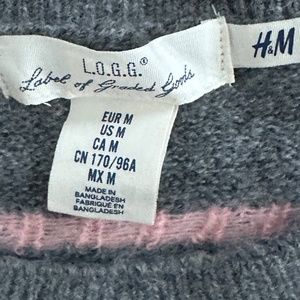 L.O.G.G.®
Label of Graded Goods
H&M
EUR M
US M
CA M
CN 170/96A
MX M
MADE IN
BANGLADESH
FABRIQUÉ EN
BANGLADESH